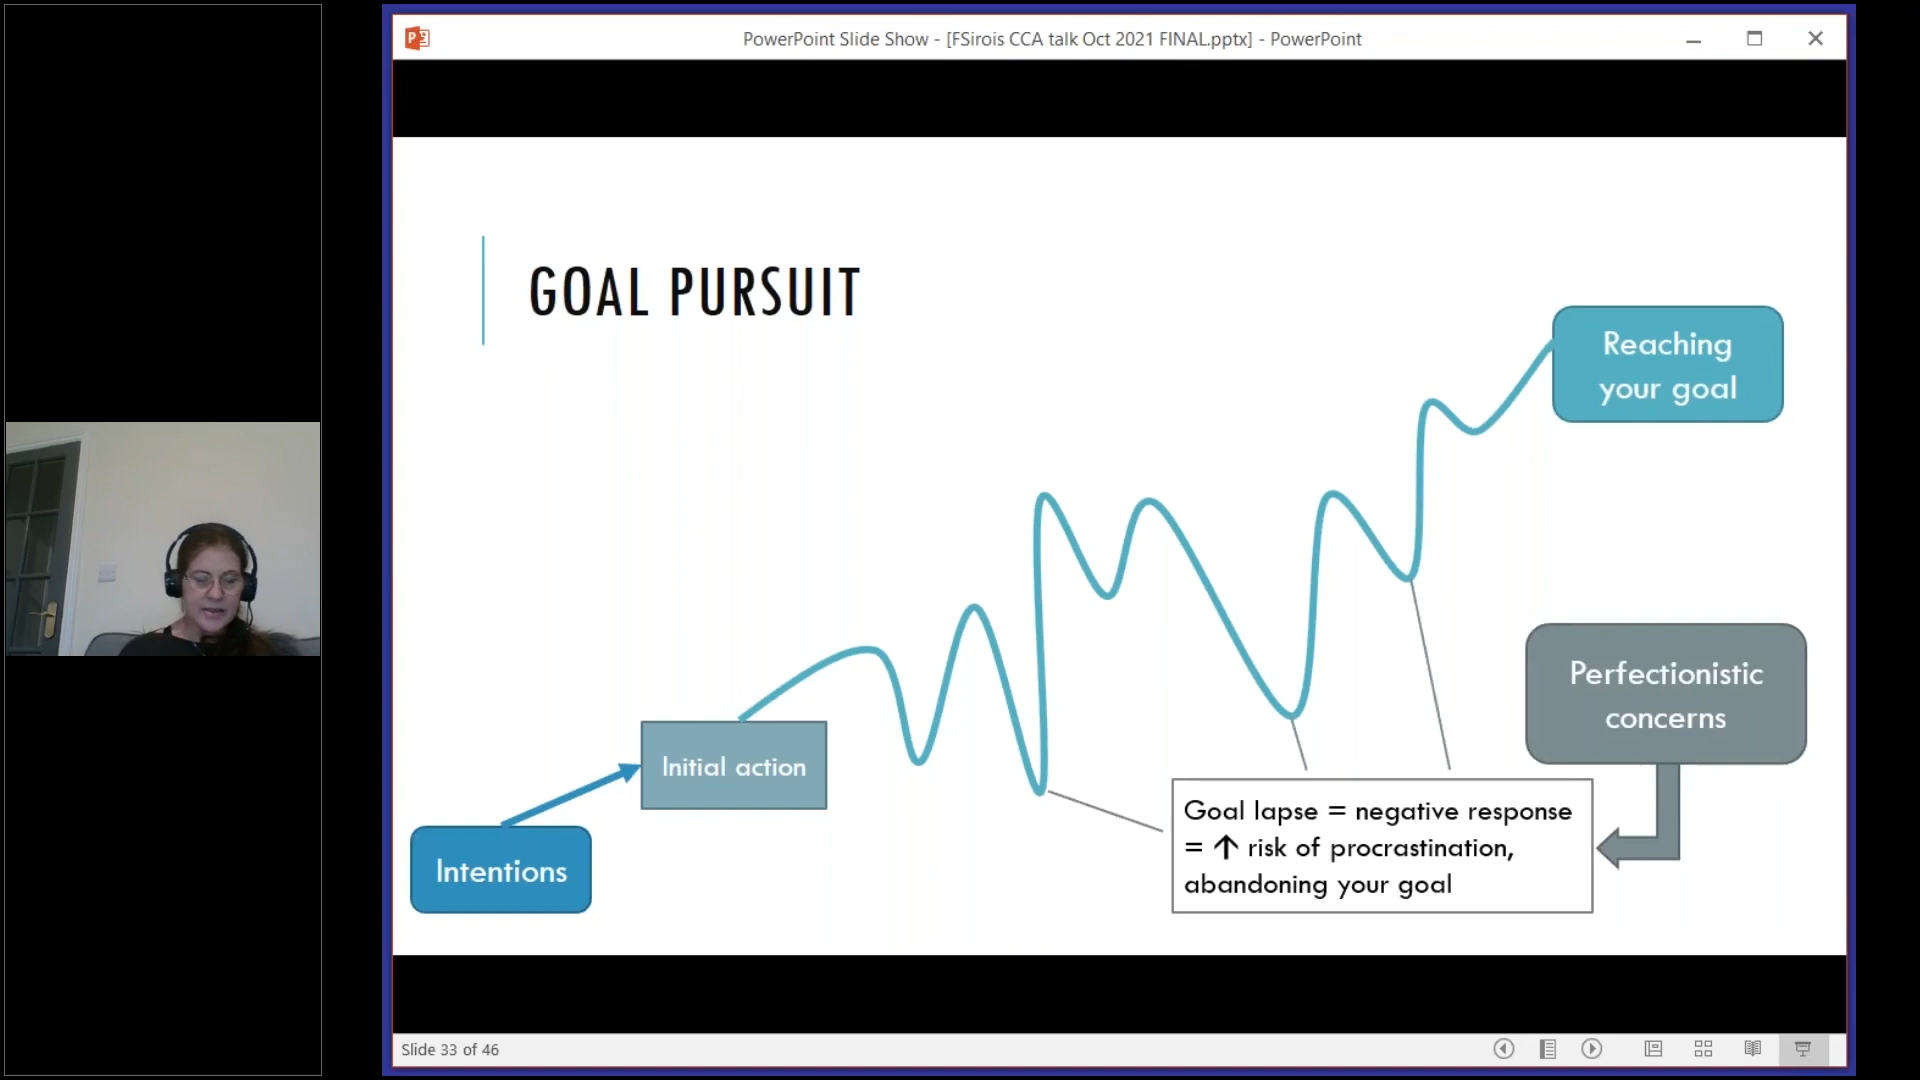 PowerPoint Slide Show - [FSirois CCA talk Oct 2021 FINAL.pptx] - PowerPoint
GOAL PURSUIT
Reaching
your goal
Perfectionistic
concerns
Initial action
Goal lapse = negative response
= ↑ risk of procrastination,
abandoning your goal
Intentions
Slide 33 of 46